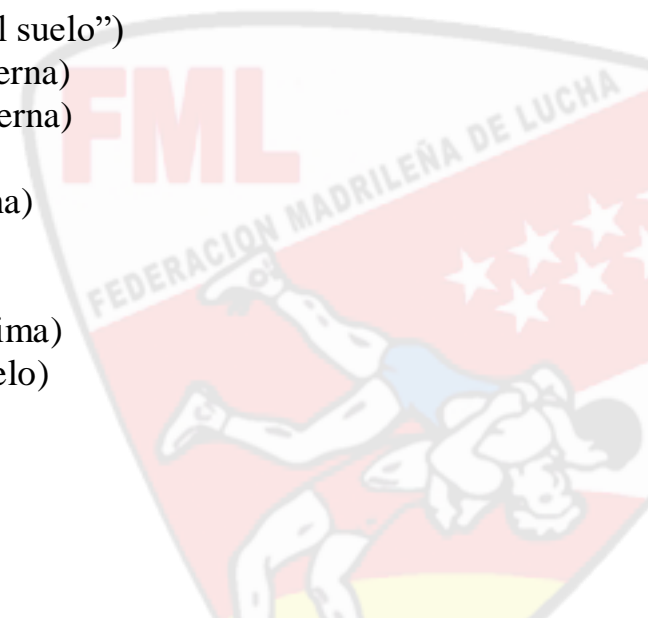 l suelo”)
erna)
erna)
na)
ima)
elo)
FML
FEDERACION MADRILEÑA DE LUCHA